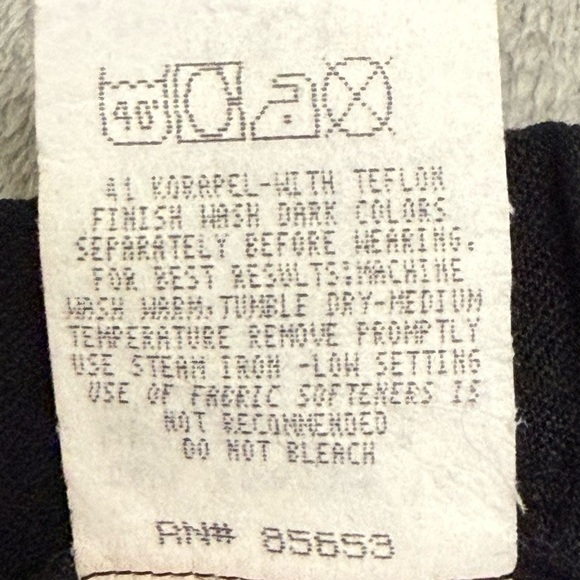 40°
41 KORAPEL-WITH TEFLON
FINISH WASH DARK COLORS
SEPARATELY BEFORE WEARING.
FOR BEST RESULTS:MACHINE
WASH WARM.TUMBLE DRY-MEDIUM
TEMPERATURE REMOVE PROMPTLY
USE STEAM IRON -LOW SETTING
USE OF FABRIC SOFTENERS IS
NOT RECOMMENDED
DO NOT BLEACH
RN# 85653